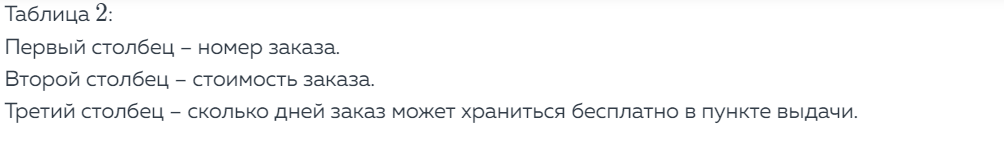 Таблица 2:
Первый столбец – номер заказа.
Второй столбец – стоимость заказа.
Третий столбец – сколько дней заказ может храниться бесплатно в пункте выдачи.